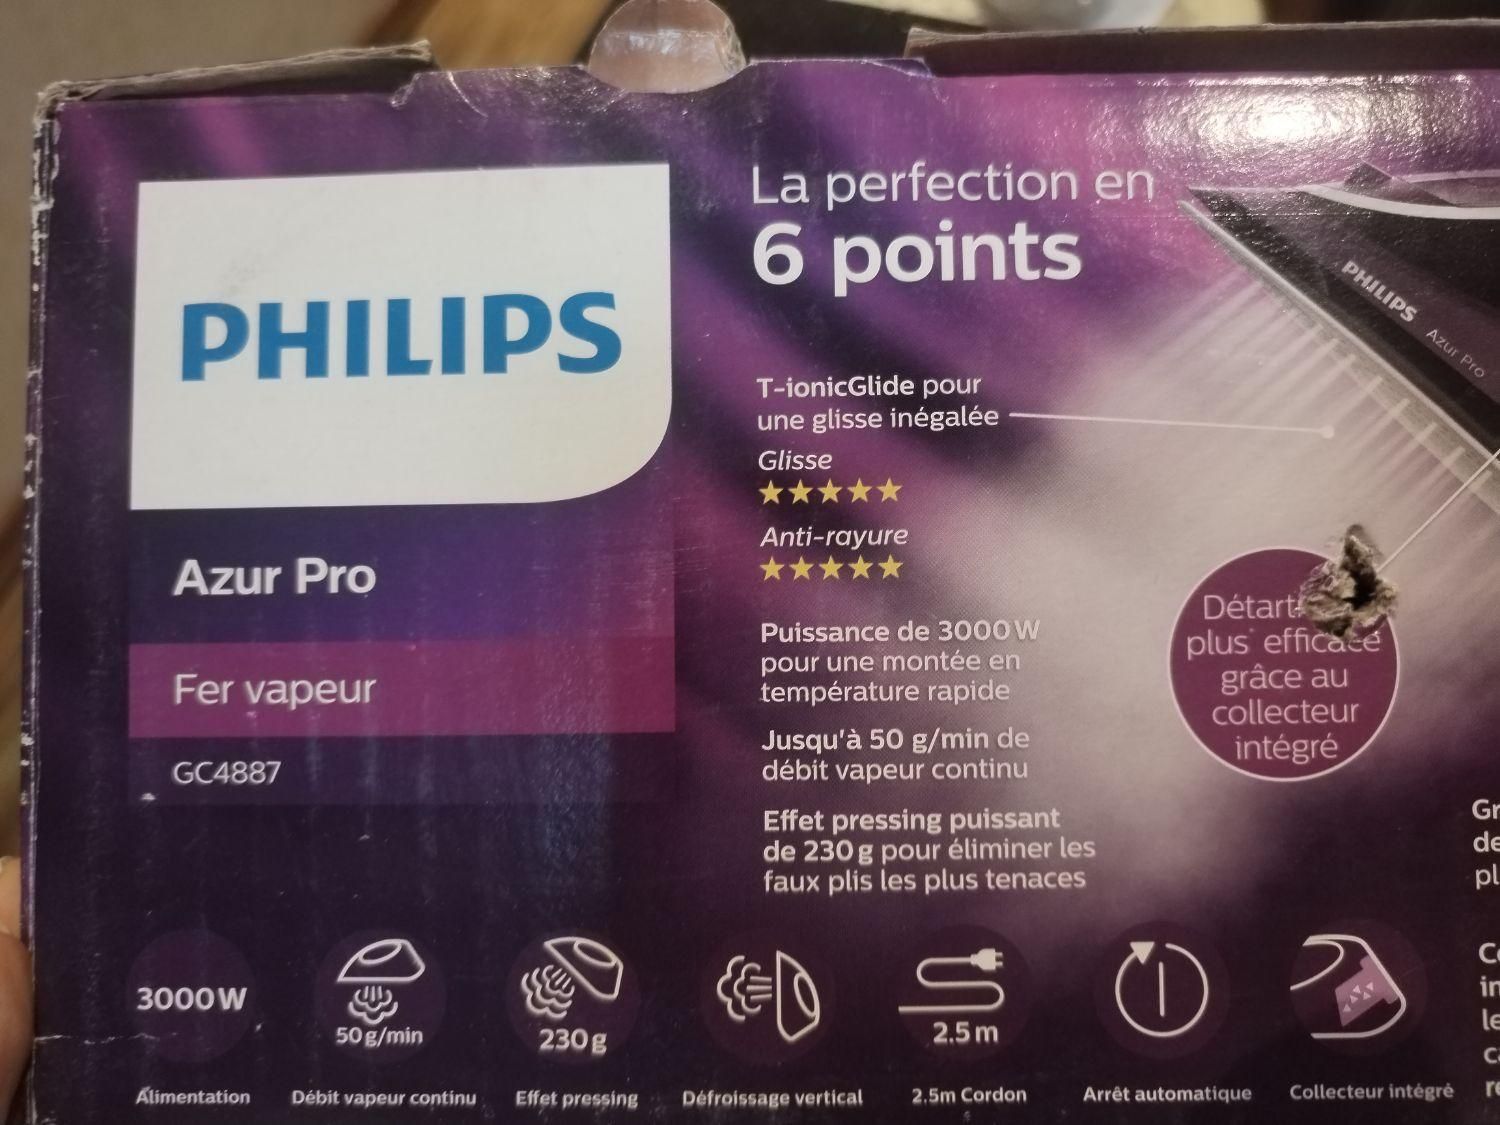 PHILIPS
Azur Pro
Fer vapeur
GC4887
La perfection en
6 points
T-ionicGlide pour
une glisse inégalée
Glisse
Anti-rayure
Puissance de 3000 W
pour une montée en
température rapide
Jusqu'à 50 g/min de
débit vapeur continu
Effet pressing puissant
de 230 g pour éliminer les
faux plis les plus tenaces
PHILIPS Azur Pro
plus efficace
grâce au
collecteur
intégré
3000 W
50 g/min
230 g
2.5 m
Alimentation
Débit vapeur continu
Effet pressing
Défroissage vertical
2.5m Cordon
Arrêt automatique
Collecteur intégré